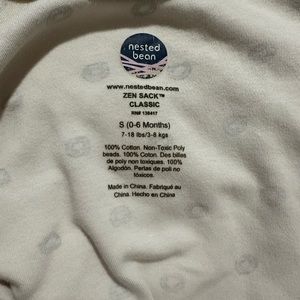 nested
bean
www.nestedbean.com
ZEN SACK™
CLASSIC
RN# 138417
S (0-6 Months)
7-18 lbs/3-8 kgs
100% Cotton. Non-Toxic Poly
beads. 100% Coton. Des billes
de poly non toxiques. 100%
Algodón. Perlas de poli no
tóxicos.
Made in China. Fabriqué au
China. Hecho en China